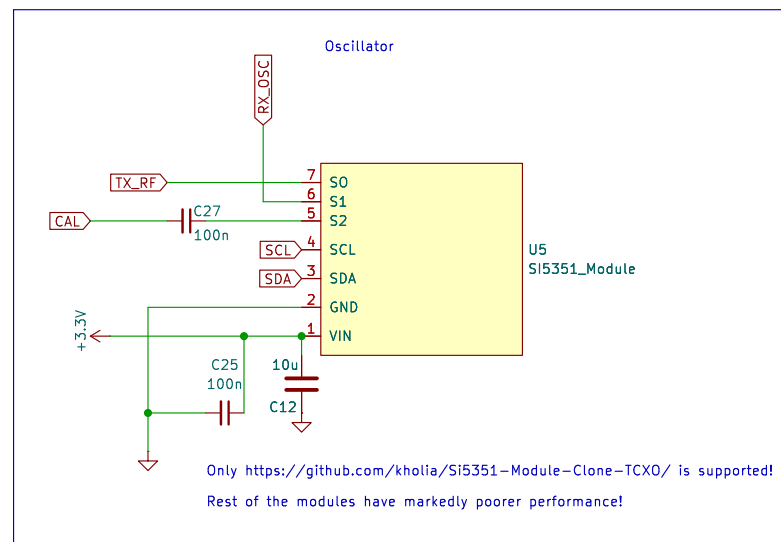 Oscillator
RX_OSC
TX_RF
7 S0
6 S1
CAL
C27
100n
5 S2
SCL
4 SCL
SDA
3 SDA
2 GND
1 VIN
U5
Si5351_Module
+3.3V
C25
100n
10u
C12
Only https://github.com/kholia/Si5351-Module-Clone-TCXO/ is supported!
Rest of the modules have markedly poorer performance!